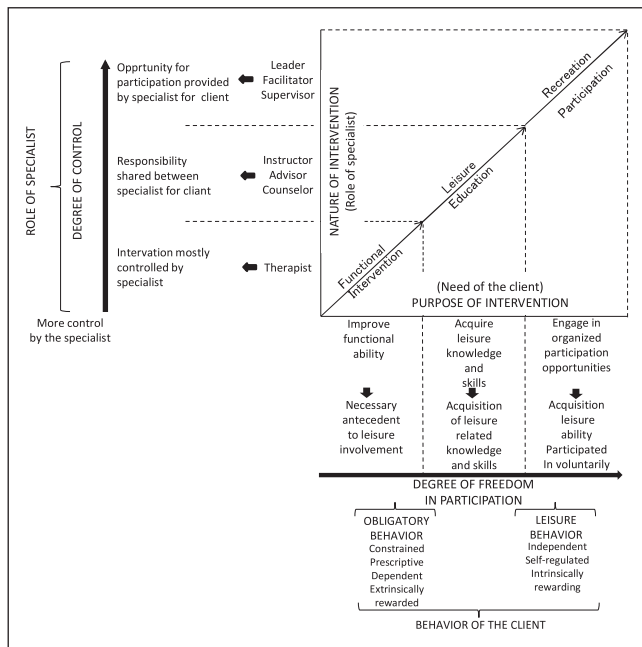 ROLE OF SPECIALIST
DEGREE OF CONTROL
Opprtunity for
participation provided
by specialist for client
Leader
Facilitator
Supervisor
Responsibility
shared between
specialist for cliant
Instructor
Advisor
Counselor
Intervation mostly
controlled by
specialist
Therapist
More control
by the specialist
NATURE OF INTERVENTION
(Role of specialist)
Functional
Intervention
Leisure
Education
Recreation
Participation
(Need of the client)
PURPOSE OF INTERVENTION
Improve
functional
ability
Acquire
leisure
knowledge
and
skills
Engage in
organized
participation
opportunities
Necessary
antecedent
to leisure
involvement
Acquisition
of leisure
related
knowledge
and skills
Acquisition
leisure
ability
Participated
In voluntarily
DEGREE OF FREEDOM
IN PARTICIPATION
OBLIGATORY
BEHAVIOR
Constrained
Prescriptive
Dependent
Extrinsically
rewarded
LEISURE
BEHAVIOR
Independent
Self-regulated
Intrinsically
rewarding
BEHAVIOR OF THE CLIENT